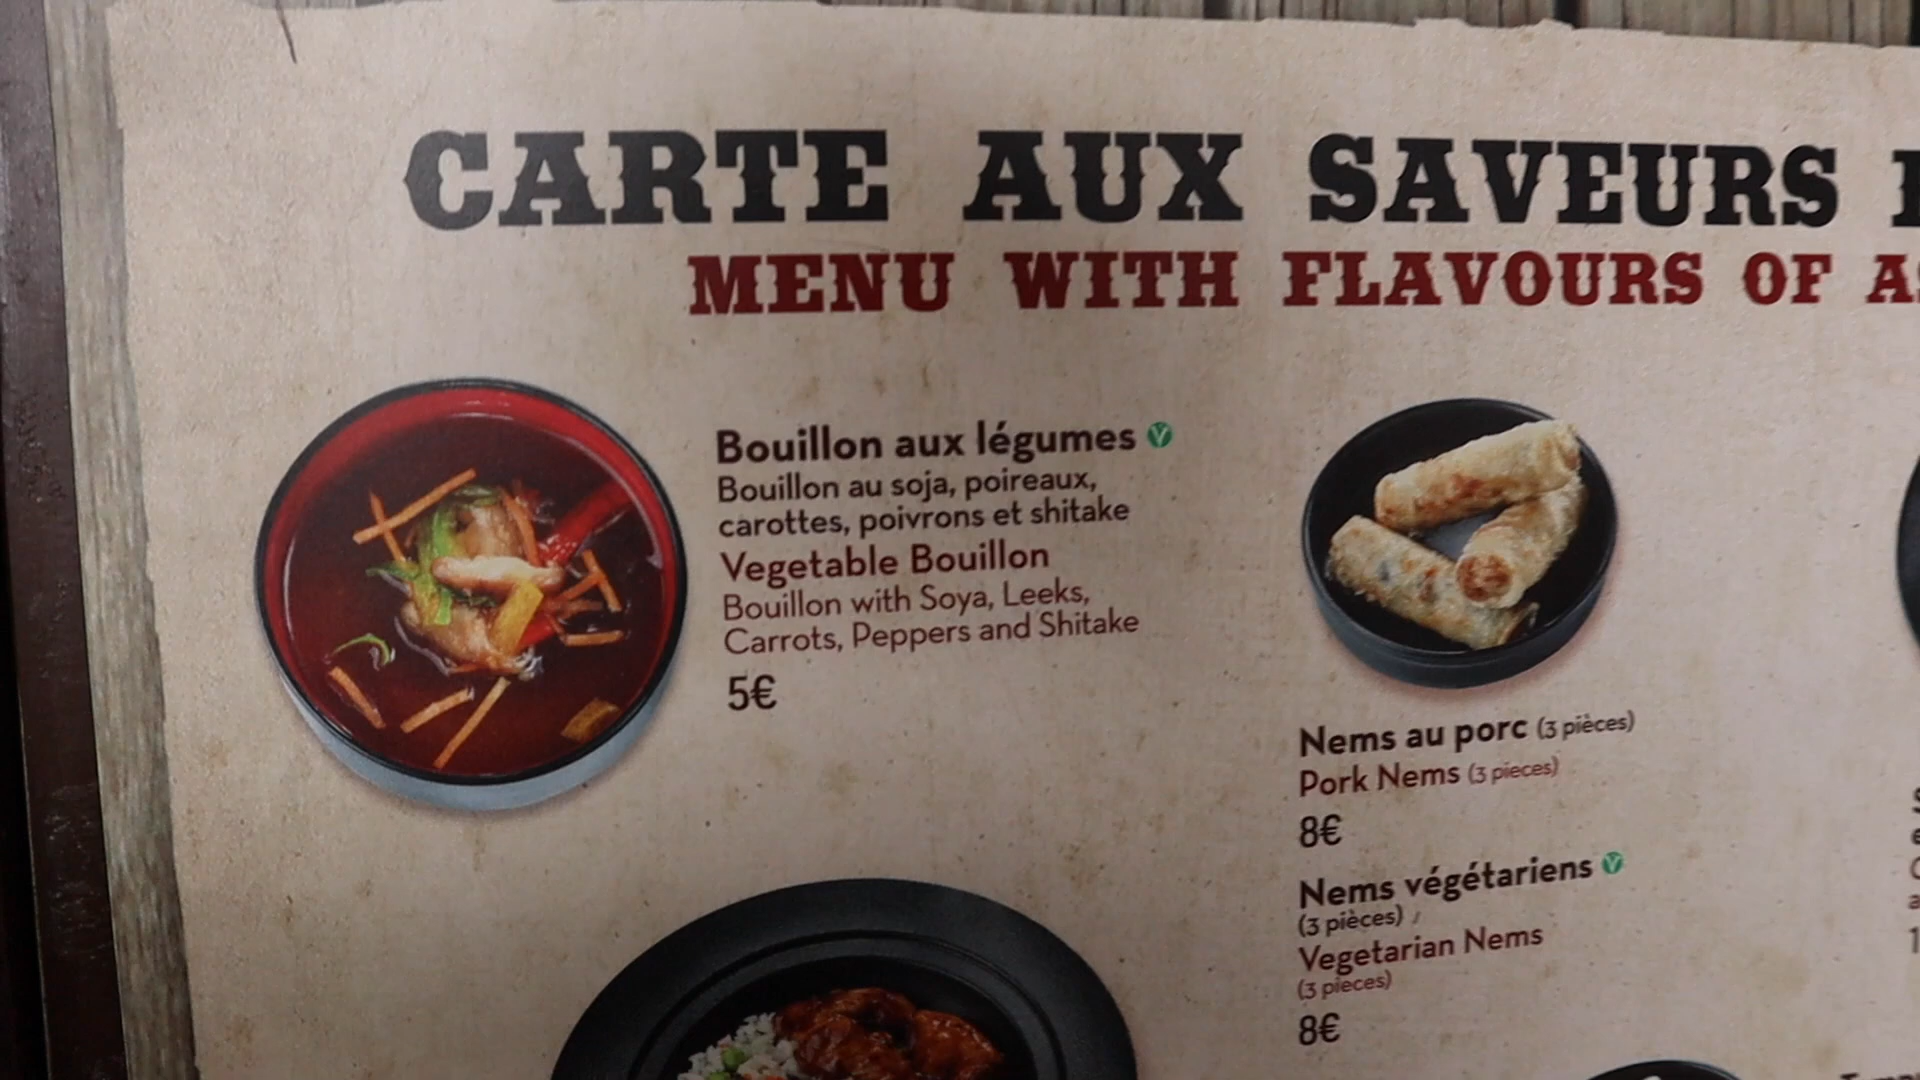 CARTE AUX SAVEURS
MENU WITH FLAVOURS OF
Bouillon aux légumes
Bouillon au soja, poireaux,
carottes, poivrons et shitake
Vegetable Bouillon
Bouillon with Soya, Leeks,
Carrots, Peppers and Shitake
5€
Nems au porc (3 pièces)
Pork Nems (3 pieces)
8€
Nems végétariens
(3 pièces) /
Vegetarian Nems
(3 pieces)
8€